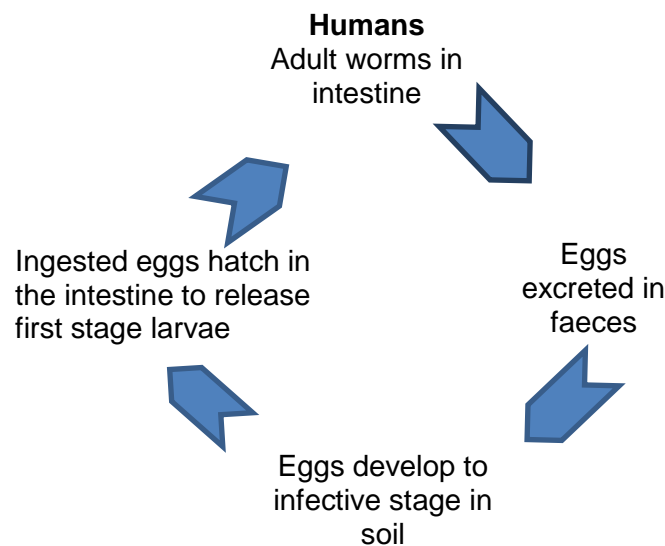 Humans
Adult worms in
intestine
Eggs
excreted in
faeces
Eggs develop to
infective stage in
soil
Ingested eggs hatch in
the intestine to release
first stage larvae